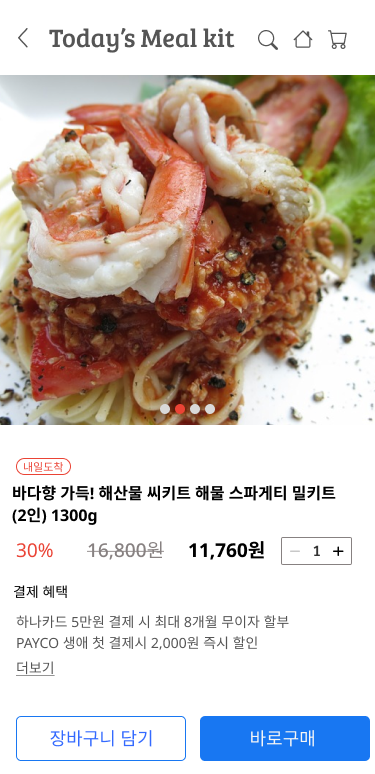 Today's Meal kit
내일도착
바다향 가득! 해산물 씨키트 해물 스파게티 밀키트
(2인) 1300g
30% 16,800원 11,760원 − 1 +
결제 혜택
하나카드 5만원 결제 시 최대 8개월 무이자 할부
PAYCO 생애 첫 결제시 2,000원 즉시 할인
더보기
장바구니 담기 바로구매